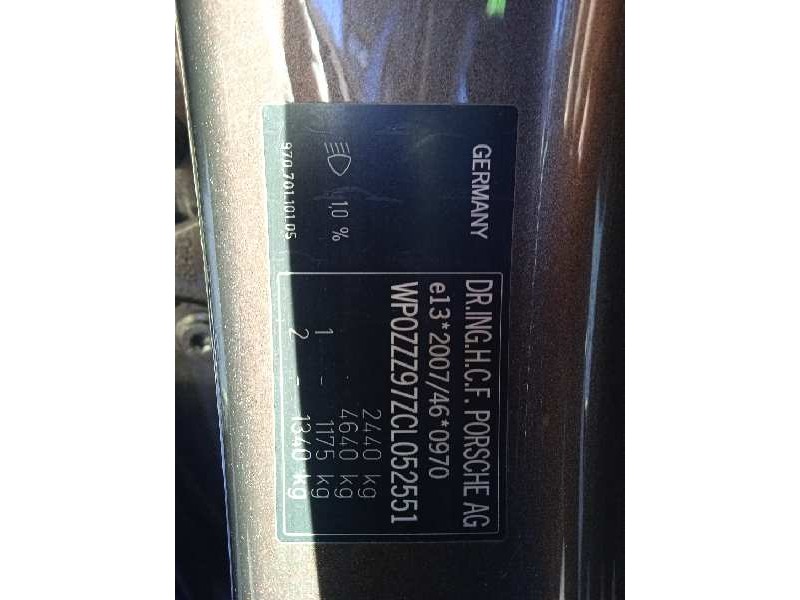 GERMANY
DR.ING.H.C.F. PORSCHE AG
e13*2007/46*0970
WP0ZZZ97ZCL052551
2440 kg
4640 kg
1 - 1175 kg
2 - 1340 kg
1,0 %
970.701.101.05